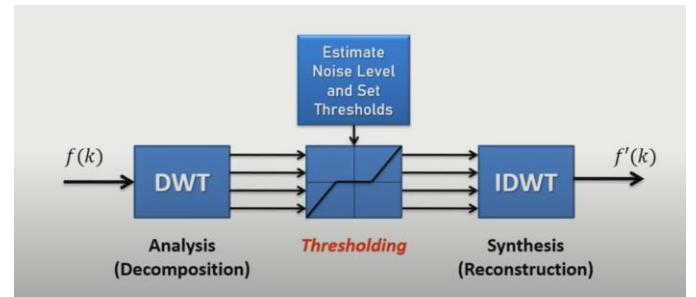 Estimate
Noise Level
and Set
Thresholds
f(k)
DWT
IDWT
f′(k)
Analysis
(Decomposition)
Thresholding
Synthesis
(Reconstruction)